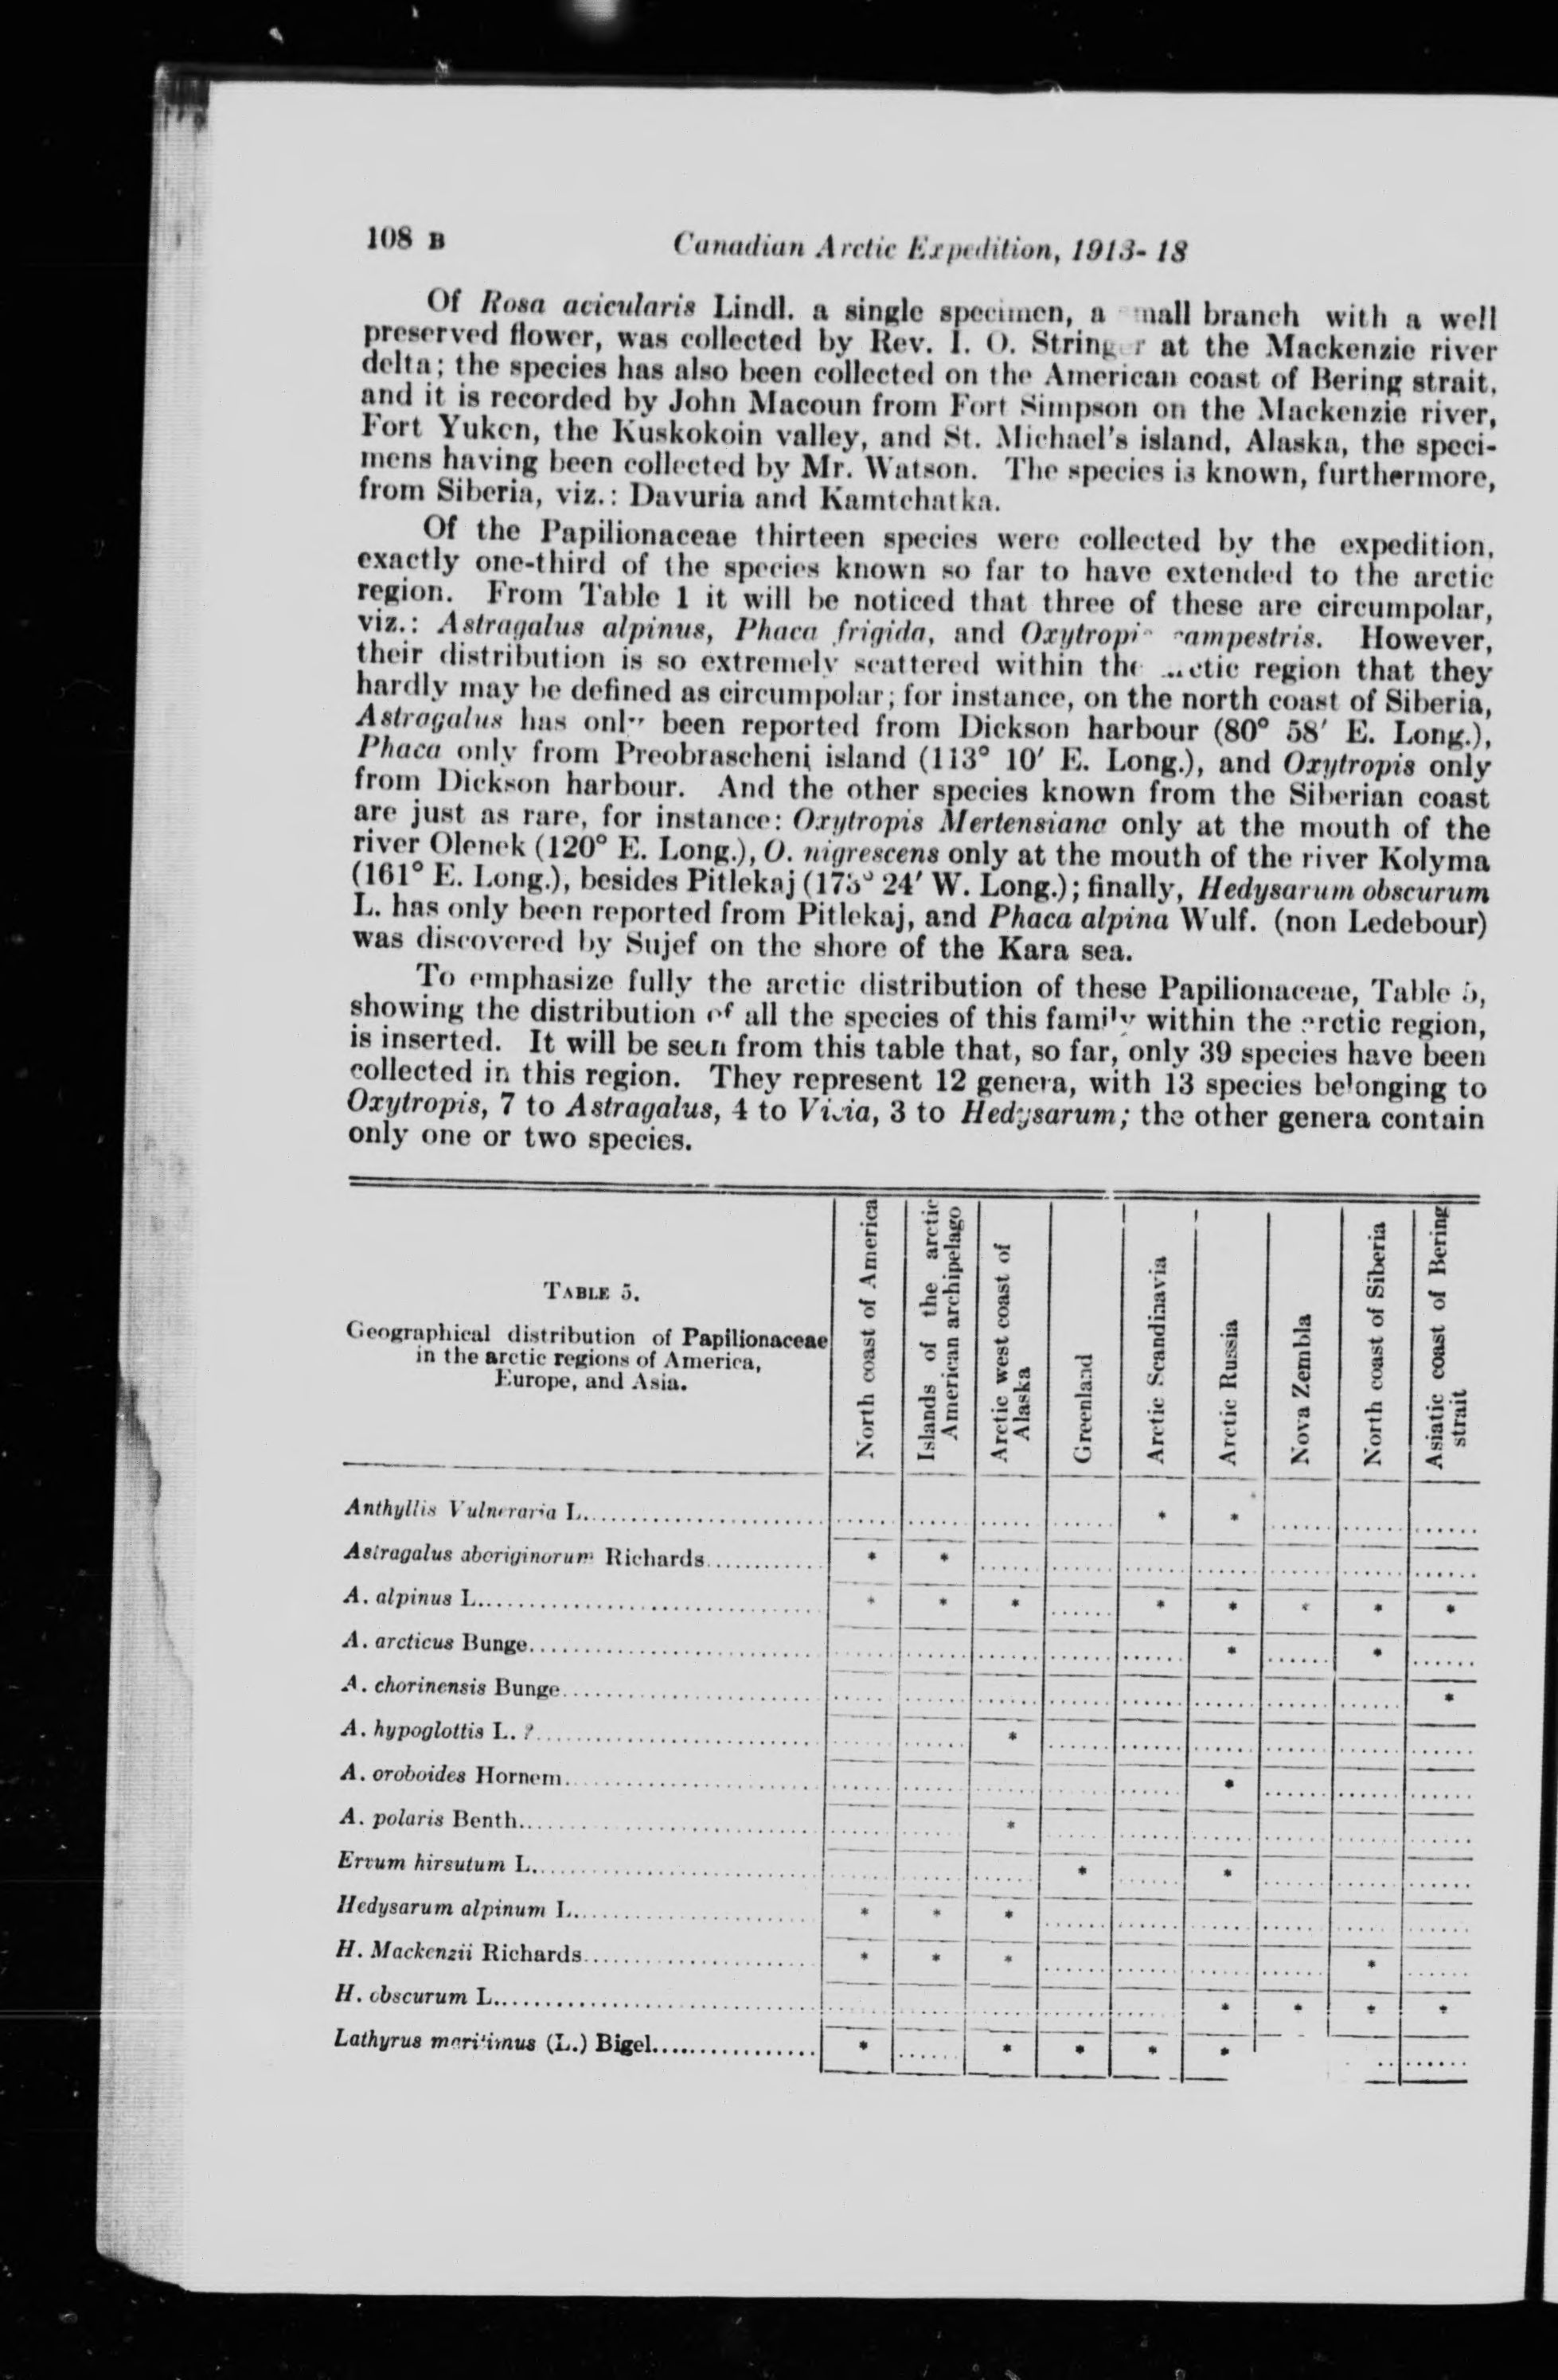 108 B
Canadian Arctic Expedition, 1913-18
Of Rosa acicularis Lindl. a single specimen, a branch with a well
preserved flower, was collected by Rev. I. O. Stringer at the Mackenzie river
delta; the species has also been collected on the American coast of Bering strait,
and it is recorded by John Macoun from Fort Simpson on the Mackenzie river,
Fort Yukon, the Kuskokoin valley, and St. Michael's island, Alaska, the speci-
mens having been collected by Mr. Watson. The species is known, furthermore,
from Siberia, viz.: Davuria and Kamtchatka.
Of the Papilionaceae thirteen species were collected by the expedition,
exactly one-third of the species known so far to have extended to the arctic
region. From Table 1 it will be noticed that three of these are circumpolar,
viz.: Astragalus alpinus, Phaca frigida, and Oxytropis campestris. However,
their distribution is so extremely scattered within the arctic region that they
hardly may be defined as circumpolar; for instance, on the north coast of Siberia,
Astragalus has only been reported from Dickson harbour (80° 58′ E. Long.),
Phaca only from Preobrascheni island (113° 10′ E. Long.), and Oxytropis only
from Dickson harbour. And the other species known from the Siberian coast
are just as rare, for instance: Oxytropis Mertensiana only at the mouth of the
river Olenek (120° E. Long.), O. nigrescens only at the mouth of the river Kolyma
(161° E. Long.), besides Pitlekaj (173° 24′ W. Long.); finally, Hedysarum obscurum
L. has only been reported from Pitlekaj, and Phaca alpina Wulf. (non Ledebour)
was discovered by Sujef on the shore of the Kara sea.
To emphasize fully the arctic distribution of these Papilionaceae, Table 5,
showing the distribution of all the species of this family within the arctic region,
is inserted. It will be seen from this table that, so far, only 39 species have been
collected in this region. They represent 12 genera, with 13 species belonging to
Oxytropis, 7 to Astragalus, 4 to Vicia, 3 to Hedysarum; the other genera contain
only one or two species.
TABLE 5.
Geographical distribution of Papilionaceae
in the arctic regions of America,
Europe, and Asia.
North coast of America
Islands of the arctic
American archipelago
Arctic west coast of
Alaska
Greenland
Arctic Scandinavia
Arctic Russia
Nova Zembla
North coast of Siberia
Asiatic coast of Bering
strait
Anthyllis Vulneraria L. * *
Astragalus aboriginorum Richards * *
A. alpinus L. * * * * * * * *
A. arcticus Bunge * *
A. chorinensis Bunge *
A. hypoglottis L. ? *
A. oroboides Hornem *
A. polaris Benth *
Ervum hirsutum L. * *
Hedysarum alpinum L. * * *
H. Mackenzii Richards * * * *
H. obscurum L. * * * *
Lathyrus maritimus (L.) Bigel * * * * *